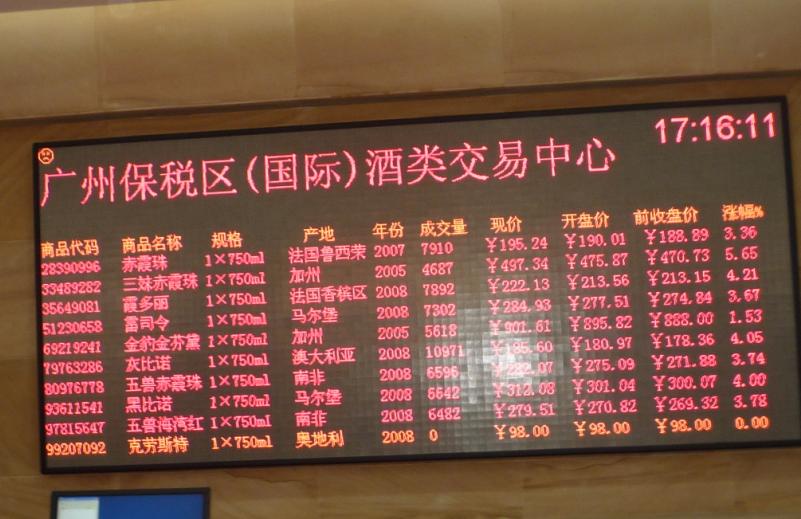 17:16:11
广州保税区(国际)酒类交易中心
商品代码 商品名称 规格 产地 年份 成交量 现价 开盘价 前收盘价 涨幅%
28390996 赤霞珠 1×750ml 法国鲁西荣 2007 7910 ¥195.24 ¥190.01 ¥188.89 3.36
33489282 三妹赤霞珠 1×750ml 加州 2005 4687 ¥497.34 ¥475.87 ¥470.73 5.65
35649081 霞多丽 1×750ml 法国香槟区 2008 7892 ¥222.13 ¥213.56 ¥213.15 4.21
51230658 雷司令 1×750ml 马尔堡 2008 7302 ¥284.93 ¥277.51 ¥274.84 3.67
69219241 金豹金芬黛 1×750ml 加州 2005 5618 ¥901.61 ¥895.82 ¥888.00 1.53
79763286 灰比诺 1×750ml 澳大利亚 2008 10971 ¥185.60 ¥180.97 ¥178.36 4.05
80976778 五兽赤霞珠 1×750ml 南非 2008 6596 ¥282.07 ¥275.09 ¥271.88 3.74
93611541 黑比诺 1×750ml 马尔堡 2008 6542 ¥312.08 ¥301.04 ¥300.07 4.00
97815647 五兽海湾红 1×750ml 南非 2008 6482 ¥279.51 ¥270.82 ¥269.32 3.78
99207092 克劳斯特 1×750ml 奥地利 2008 0 ¥98.00 ¥98.00 ¥98.00 0.00